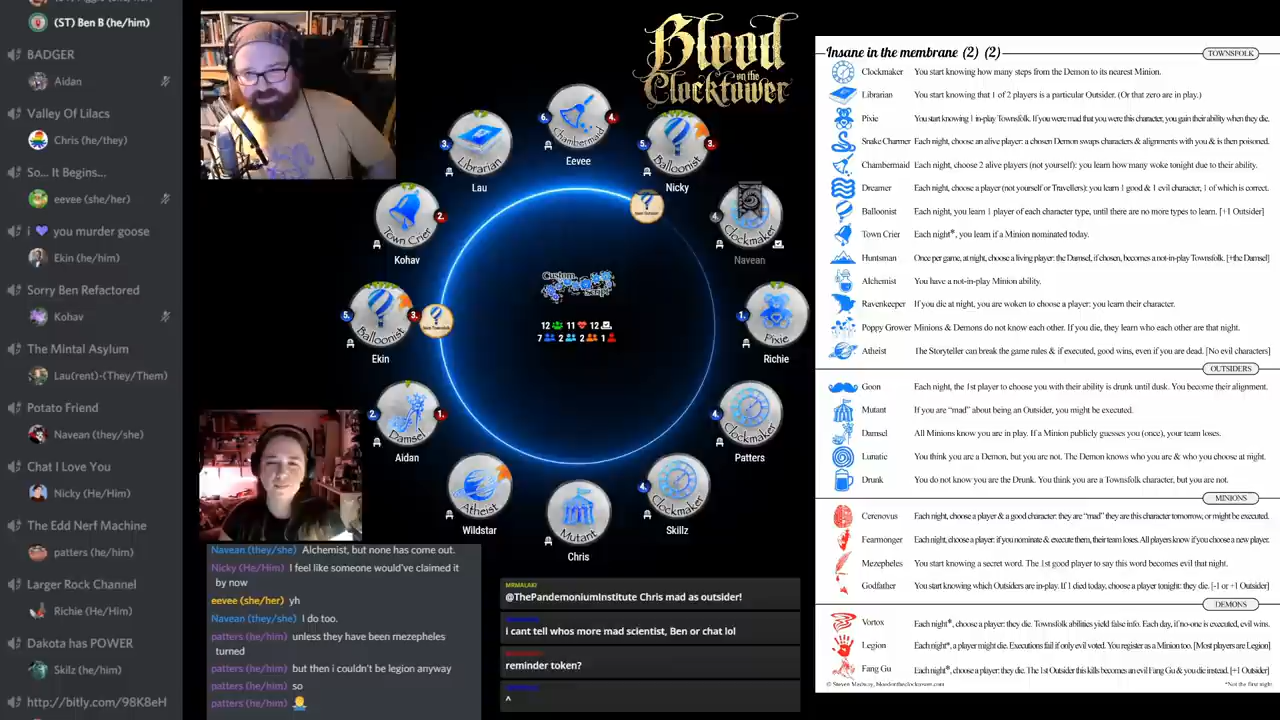 (ST) Ben B (he/him)
BADGER
Aidan
Valley Of Lilacs
Chris (he/they)
So... It Begins...
eevee (she/her)
i 💜 you murder goose
Ekin (he/him)
Sorry Ben Refactored
Kohav
The Mintal Asylum
Lau(rent)-(They/Them)
Potato Friend
Navean (they/she)
Chat I Love You
Nicky (He/Him)
The Edd Nerf Machine
patters (he/him)
Larger Rock Channel
Richie (He/Him)
DARKWAVER
Skilz (he/him)
http://bitly.com/98K8eH
Blood
on the
Clocktower
6.
Chambermaid
4.
Eevee
3.
Librarian
Lau
5.
Balloonist
3.
Nicky
Town Crier
2.
Kohav
4.
Clockmaker
Navean
5.
Balloonist
3.
Ekin
1.
Pixie
Richie
2.
Damsel
1.
Aidan
4.
Clockmaker
Patters
Atheist
Wildstar
4.
Clockmaker
Skillz
Mutant
Chris
Custom
Script
12 11 12
7 2 2 1
Navean (they/she) Alchemist, but none has come out.
Nicky (He/Him) I feel like someone would've claimed it
by now
eevee (she/her) yh
Navean (they/she) I do too.
patters (he/him) unless they have been mezepheles
turned
patters (he/him) but then i couldn't be legion anyway
patters (he/him) so
patters (he/him)
MRMALAKI
@ThePandemoniumInstitute Chris mad as outsider!
I cant tell whos more mad scientist, Ben or chat lol
reminder token?
^
Insane in the membrane (2) (2)
TOWNSFOLK
Clockmaker You start knowing how many steps from the Demon to its nearest Minion.
Librarian You start knowing that 1 of 2 players is a particular Outsider. (Or that zero are in play.)
Pixie You start knowing 1 in-play Townsfolk. If you were mad that you were this character, you gain their ability when they die.
Snake Charmer Each night, choose an alive player: a chosen Demon swaps characters & alignments with you & is then poisoned.
Chambermaid Each night, choose 2 alive players (not yourself): you learn how many woke tonight due to their ability.
Dreamer Each night, choose a player (not yourself or Travellers): you learn 1 good & 1 evil character, 1 of which is correct.
Balloonist Each night, you learn 1 player of each character type, until there are no more types to learn. [+1 Outsider]
Town Crier Each night*, you learn if a Minion nominated today.
Huntsman Once per game, at night, choose a living player: the Damsel, if chosen, becomes a not-in-play Townsfolk. [+the Damsel]
Alchemist You have a not-in-play Minion ability.
Ravenkeeper If you die at night, you are woken to choose a player: you learn their character.
Poppy Grower Minions & Demons do not know each other. If you die, they learn who each other are that night.
Atheist The Storyteller can break the game rules & if executed, good wins, even if you are dead. [No evil characters]
OUTSIDERS
Goon Each night, the 1st player to choose you with their ability is drunk until dusk. You become their alignment.
Mutant If you are "mad" about being an Outsider, you might be executed.
Damsel All Minions know you are in play. If a Minion publicly guesses you (once), your team loses.
Lunatic You think you are a Demon, but you are not. The Demon knows who you are & who you choose at night.
Drunk You do not know you are the Drunk. You think you are a Townsfolk character, but you are not.
MINIONS
Cerenovus Each night, choose a player & a good character: they are "mad" they are this character tomorrow, or might be executed.
Fearmonger Each night, choose a player: if you nominate & execute them, their team loses. All players know if you choose a new player.
Mezepheles You start knowing a secret word. The 1st good player to say this word becomes evil that night.
Godfather You start knowing which Outsiders are in-play. If 1 died today, choose a player tonight: they die. [-1 or +1 Outsider]
DEMONS
Vortox Each night*, choose a player: they die. Townsfolk abilities yield false info. Each day, if no-one is executed, evil wins.
Legion Each night*, a player might die. Executions fail if only evil voted. You register as a Minion too. [Most players are Legion]
Fang Gu Each night*, choose a player: they die. The 1st Outsider this kills becomes an evil Fang Gu & you die instead. [+1 Outsider]
© Steven Medway, bloodontheclocktower.com
*Not the first night